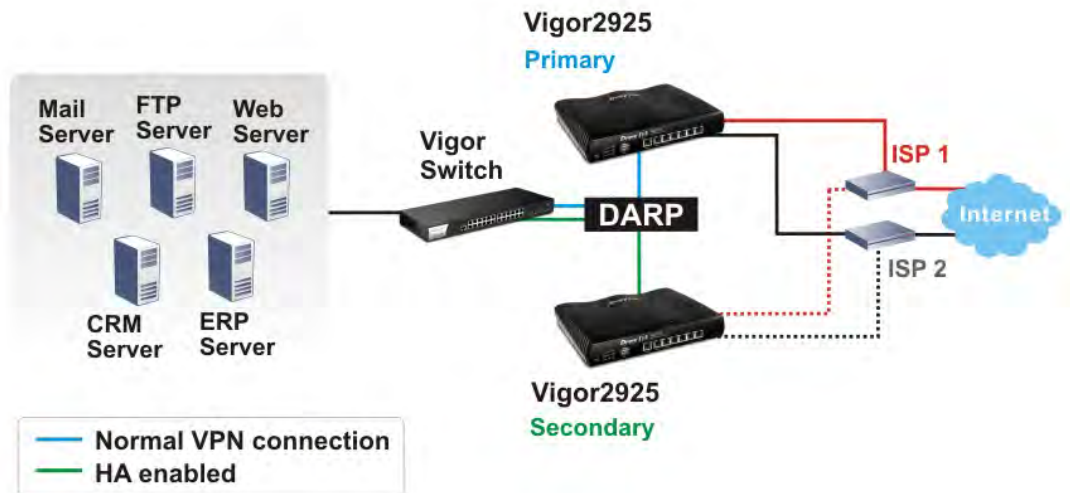 Vigor2925
Primary
Mail
Server
FTP
Server
Web
Server
Vigor
Switch
DARP
ISP 1
Internet
ISP 2
CRM
Server
ERP
Server
Vigor2925
Secondary
Normal VPN connection
HA enabled